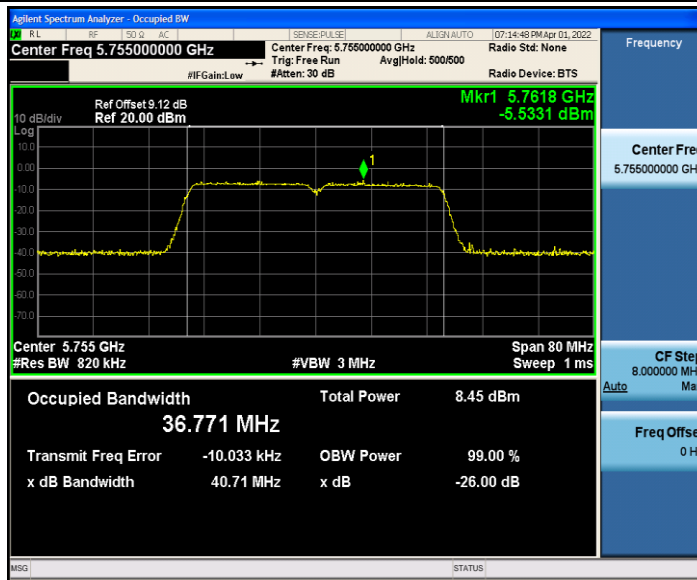 Agilent Spectrum Analyzer - Occupied BW
RL RF 50 Ω AC SENSE:PULSE ALIGN AUTO 07:14:48 PM Apr 01, 2022
Center Freq 5.755000000 GHz
Center Freq: 5.755000000 GHz
Radio Std: None
Trig: Free Run Avg|Hold: 500/500
#IFGain:Low
#Atten: 30 dB
Radio Device: BTS
Frequency
Ref Offset 9.12 dB
10 dB/div Ref 20.00 dBm
Mkr1 5.7618 GHz
-5.5331 dBm
Log
10.0
0.00
-10.0
-20.0
-30.0
-40.0
-50.0
-60.0
-70.0
1
Center 5.755 GHz
Span 80 MHz
#Res BW 820 kHz
#VBW 3 MHz
Sweep 1 ms
Occupied Bandwidth
36.771 MHz
Total Power 8.45 dBm
Transmit Freq Error -10.033 kHz
OBW Power 99.00 %
x dB Bandwidth 40.71 MHz
x dB -26.00 dB
Center Fre
5.755000000 GH
CF Step
8.000000 MH
Auto Ma
Freq Offse
0 H
MSG
STATUS